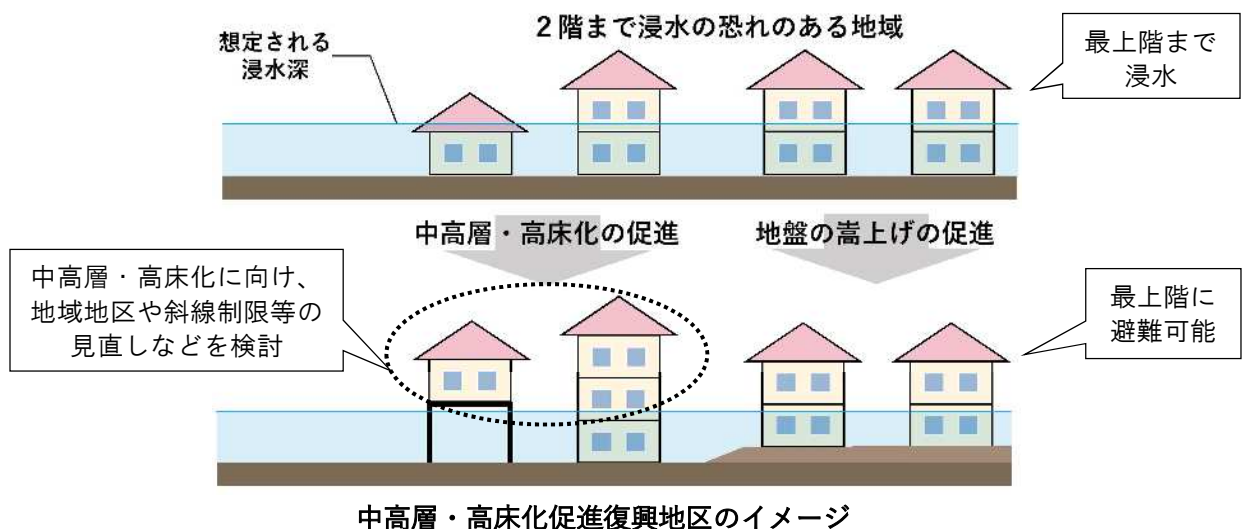 2階まで浸水の恐れのある地域
想定される
浸水深
最上階まで
浸水
中高層・高床化の促進
地盤の嵩上げの促進
中高層・高床化に向け、
地域地区や斜線制限等の
見直しなどを検討
最上階に
避難可能
中高層・高床化促進復興地区のイメージ